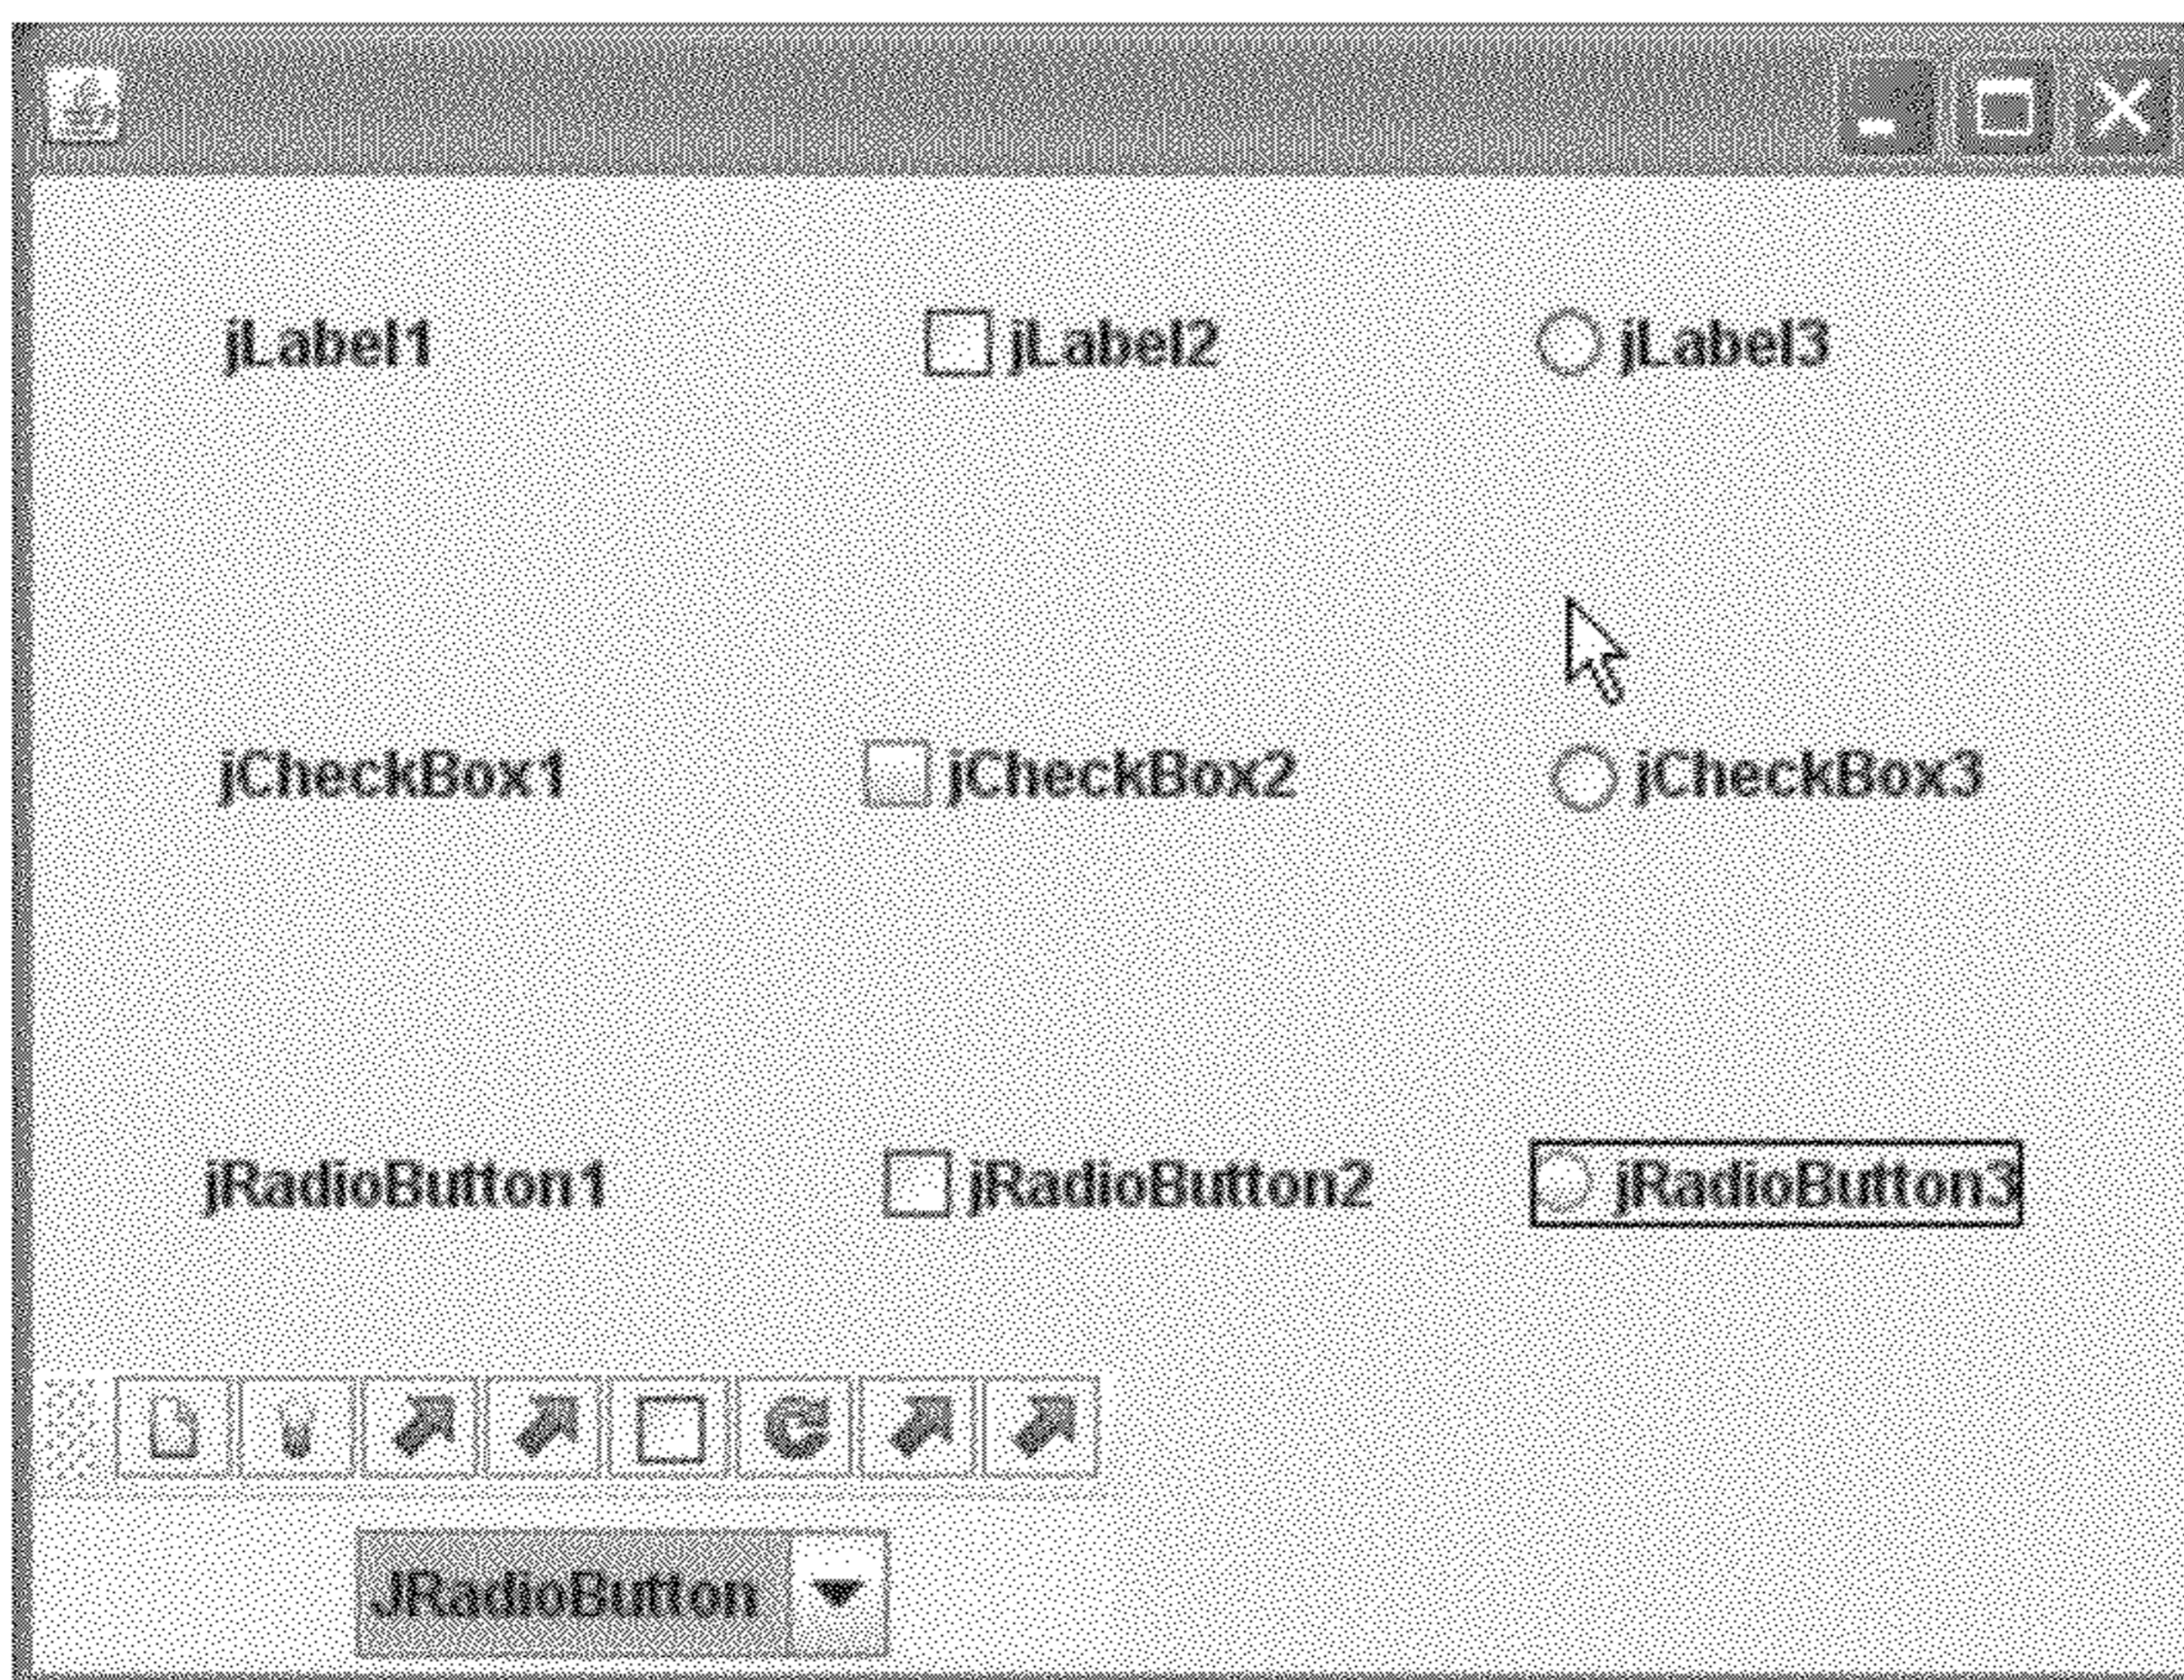 jLabel1 jLabel2 jLabel3
jCheckBox1 jCheckBox2 jCheckBox3
jRadioButton1 jRadioButton2 jRadioButton3
JRadioButton